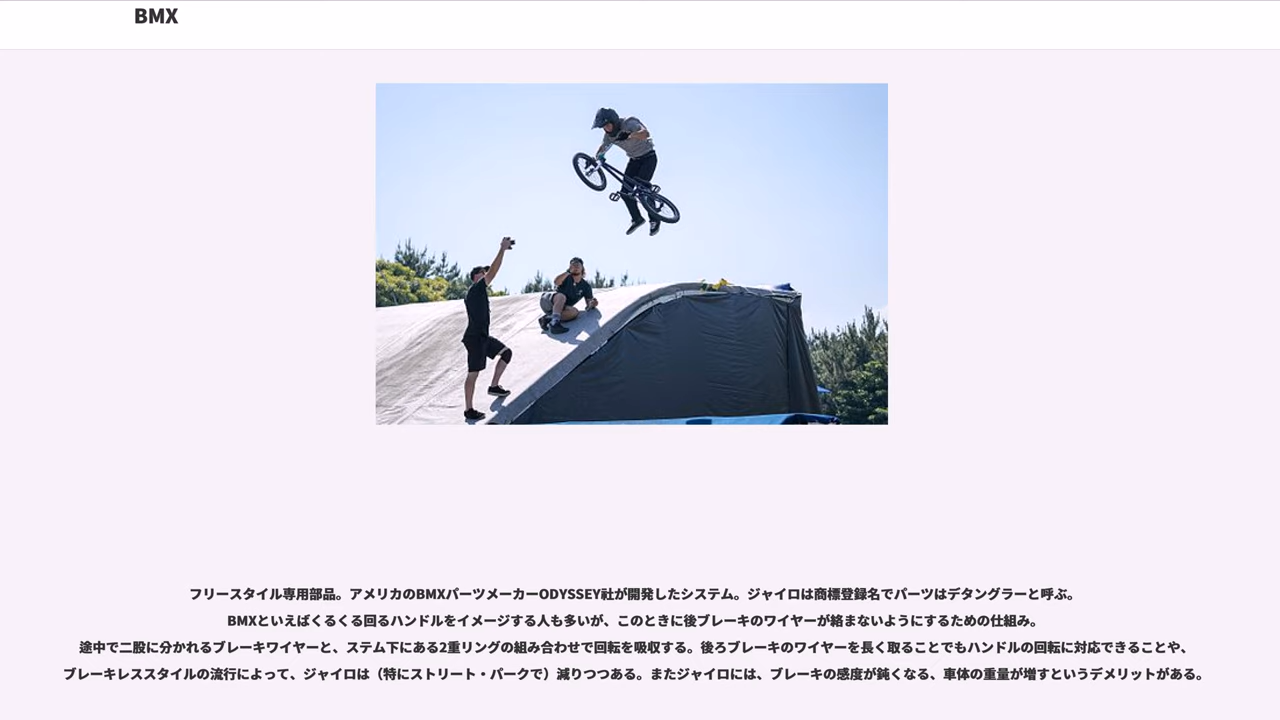 BMX
フリースタイル専用部品。アメリカのBMXパーツメーカーODYSSEY社が開発したシステム。ジャイロは商標登録名でパーツはデタングラーと呼ぶ。
BMXといえばくるくる回るハンドルをイメージする人も多いが、このときに後ブレーキのワイヤーが絡まないようにするための仕組み。
途中で二股に分かれるブレーキワイヤーと、ステム下にある2重リングの組み合わせで回転を吸収する。後ろブレーキのワイヤーを長く取ることでもハンドルの回転に対応できることや、
ブレーキレススタイルの流行によって、ジャイロは（特にストリート・パークで）減りつつある。またジャイロには、ブレーキの感度が鈍くなる、車体の重量が増すというデメリットがある。